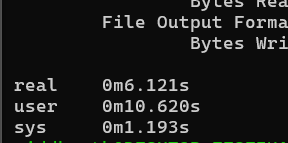 Bytes Rea
File Output Forma
Bytes Wri
real 0m6.121s
user 0m10.620s
sys 0m1.193s